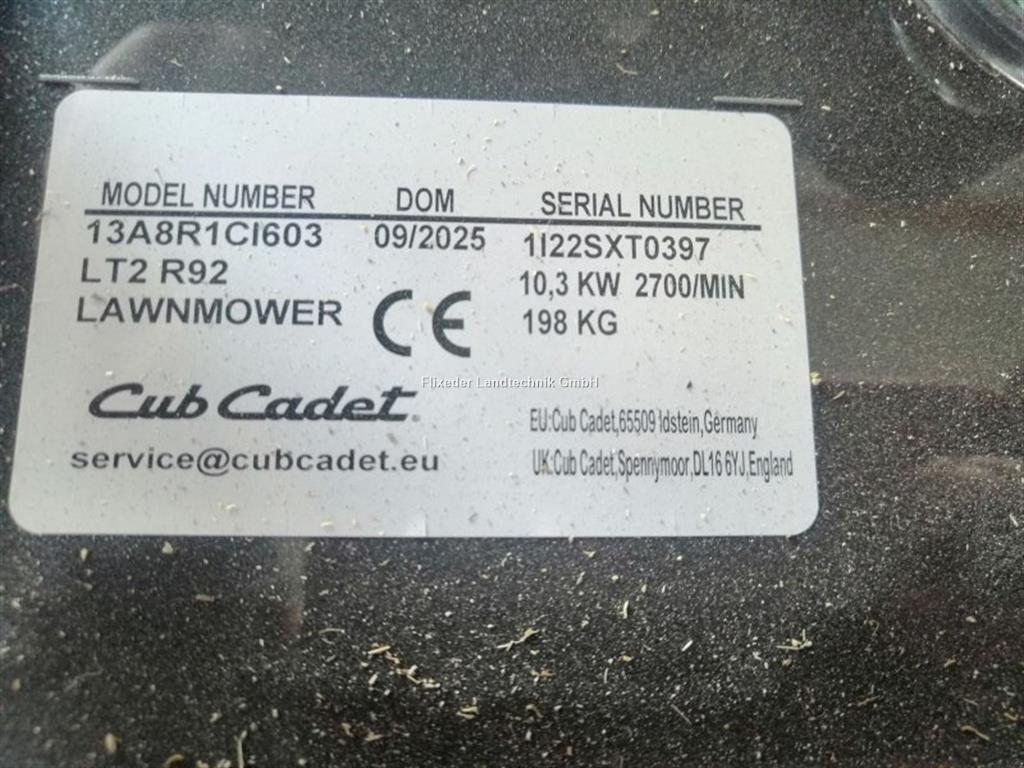 MODEL NUMBER DOM SERIAL NUMBER
13A8R1CI603 09/2025 1I22SXT0397
LT2 R92 10,3 KW 2700/MIN
LAWNMOWER CE 198 KG
Flixeder Landtechnik GmbH
Cub Cadet EU:Cub Cadet,65509 Idstein,Germany
service@cubcadet.eu UK:Cub Cadet,Spennymoor,DL16 6YJ,England